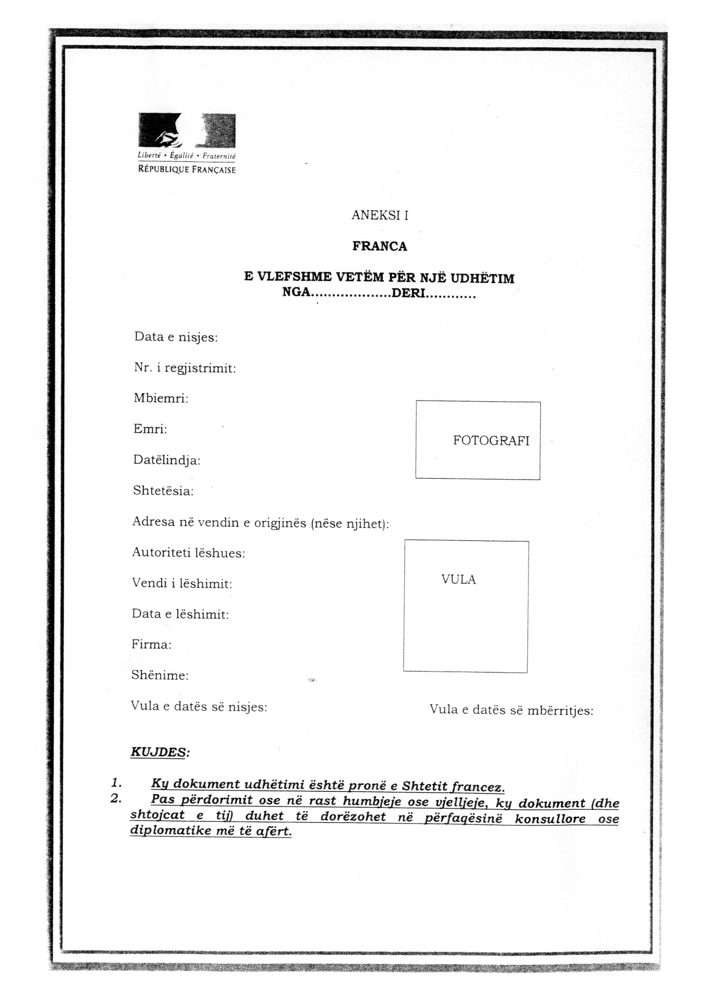 Liberté • Égalité • Fraternité
RÉPUBLIQUE FRANÇAISE
ANEKSI I
FRANCA
E VLEFSHME VETËM PËR NJË UDHËTIM
NGA...................DERI............
Data e nisjes:
Nr. i regjistrimit:
Mbiemri:
Emri:
FOTOGRAFI
Datëlindja:
Shtetësia:
Adresa në vendin e origjinës (nëse njihet):
Autoriteti lëshues:
VULA
Vendi i lëshimit:
Data e lëshimit:
Firma:
Shënime:
Vula e datës së nisjes: Vula e datës së mbërritjes:
KUJDES:
1. Ky dokument udhëtimi është pronë e Shtetit francez.
2. Pas përdorimit ose në rast humbjeje ose vjelljeje, ky dokument (dhe
shtojcat e tij) duhet të dorëzohet në përfaqësinë konsullore ose
diplomatike më të afërt.